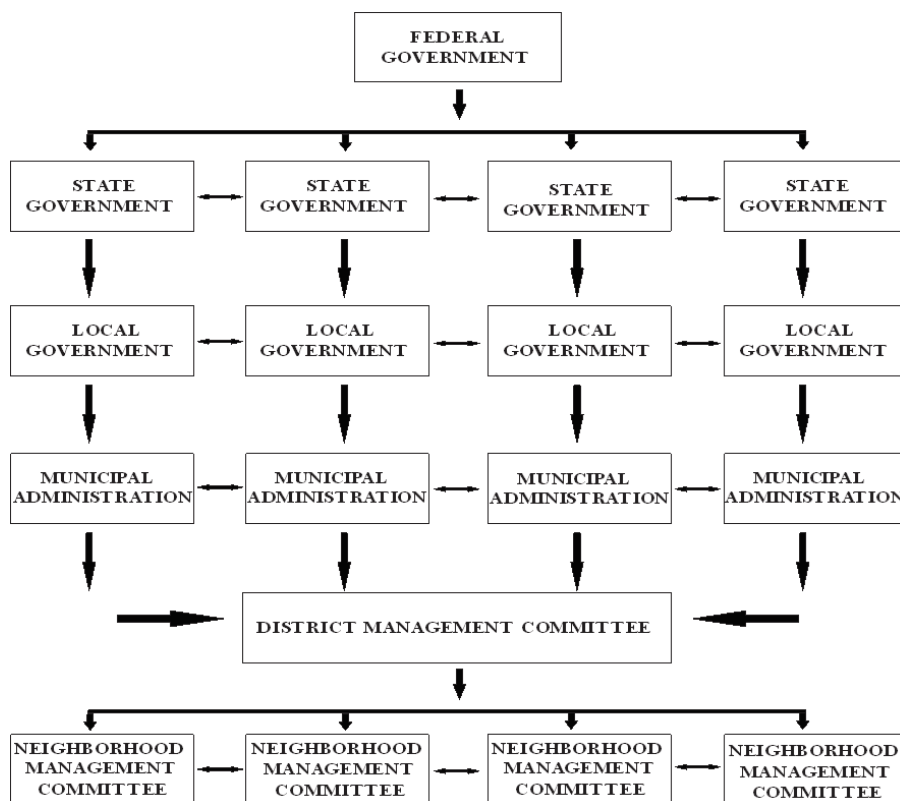 FEDERAL
GOVERNMENT
STATE
GOVERNMENT
STATE
GOVERNMENT
STATE
GOVERNMENT
STATE
GOVERNMENT
LOCAL
GOVERNMENT
LOCAL
GOVERNMENT
LOCAL
GOVERNMENT
LOCAL
GOVERNMENT
MUNICIPAL
ADMINISTRATION
MUNICIPAL
ADMINISTRATION
MUNICIPAL
ADMINISTRATION
MUNICIPAL
ADMINISTRATION
DISTRICT MANAGEMENT COMMITTEE
NEIGHBORHOOD
MANAGEMENT
COMMITTEE
NEIGHBORHOOD
MANAGEMENT
COMMITTEE
NEIGHBORHOOD
MANAGEMENT
COMMITTEE
NEIGHBORHOOD
MANAGEMENT
COMMITTEE